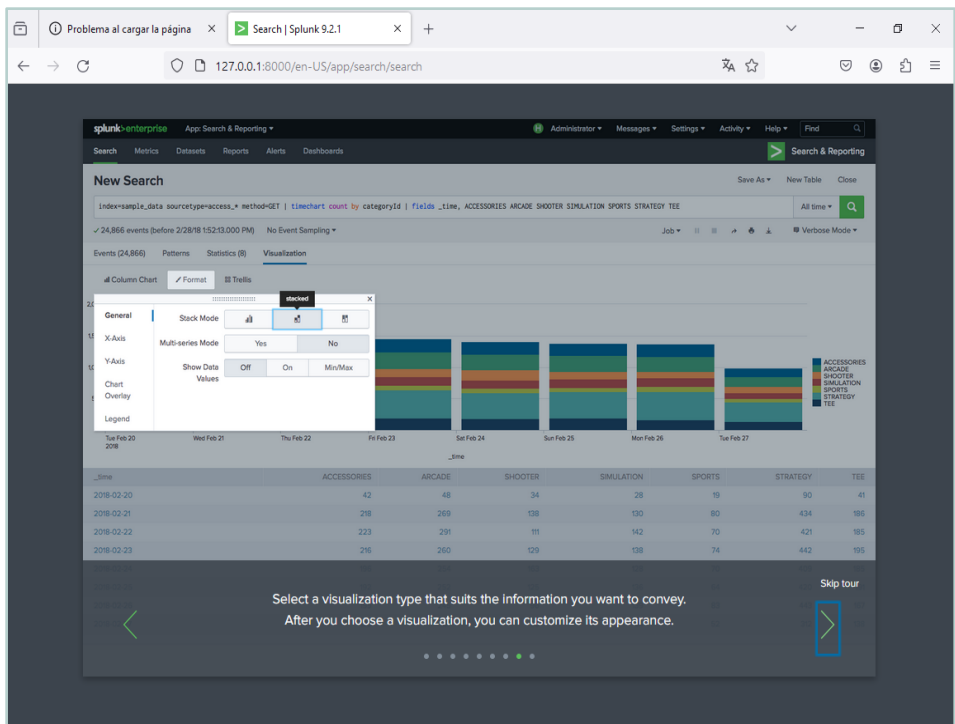 Problema al cargar la página
Search | Splunk 9.2.1
127.0.0.1:8000/en-US/app/search/search
splunk>enterprise App: Search & Reporting
H Administrator Messages Settings Activity Help Find
Search Metrics Datasets Reports Alerts Dashboards
Search & Reporting
New Search
Save As New Table Close
index=sample_data sourcetype=access_* method=GET | timechart count by categoryId | fields _time, ACCESSORIES ARCADE SHOOTER SIMULATION SPORTS STRATEGY TEE
All time
24,866 events (before 2/28/18 1:52:13.000 PM) No Event Sampling
Job Verbose Mode
Events (24,866) Patterns Statistics (8) Visualization
Column Chart Format Trellis
stacked
General
Stack Mode
X-Axis
Multi-series Mode Yes No
Y-Axis
Show Data Values Off On Min/Max
Chart Overlay
Legend
ACCESSORIES
ARCADE
SHOOTER
SIMULATION
SPORTS
STRATEGY
TEE
Tue Feb 20 Wed Feb 21 Thu Feb 22 Fri Feb 23 Sat Feb 24 Sun Feb 25 Mon Feb 26 Tue Feb 27
2018
_time
_time ACCESSORIES ARCADE SHOOTER SIMULATION SPORTS STRATEGY TEE
2018-02-20 42 48 34 28 19 90 41
2018-02-21 218 269 138 130 80 434 186
2018-02-22 223 291 111 142 70 421 185
2018-02-23 216 260 129 138 74 442 195
Skip tour
Select a visualization type that suits the information you want to convey.
After you choose a visualization, you can customize its appearance.